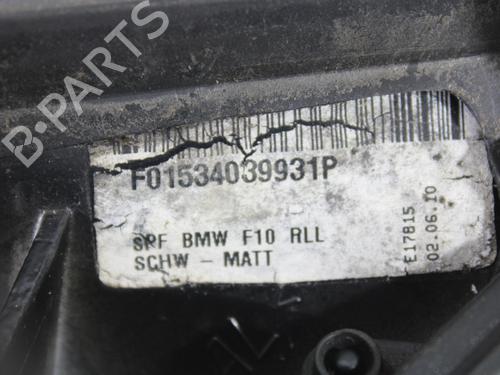 B-PARTS
F01534039931P
SPF BMW F10 RLL
SCHW - MATT
E17815
02.06.10